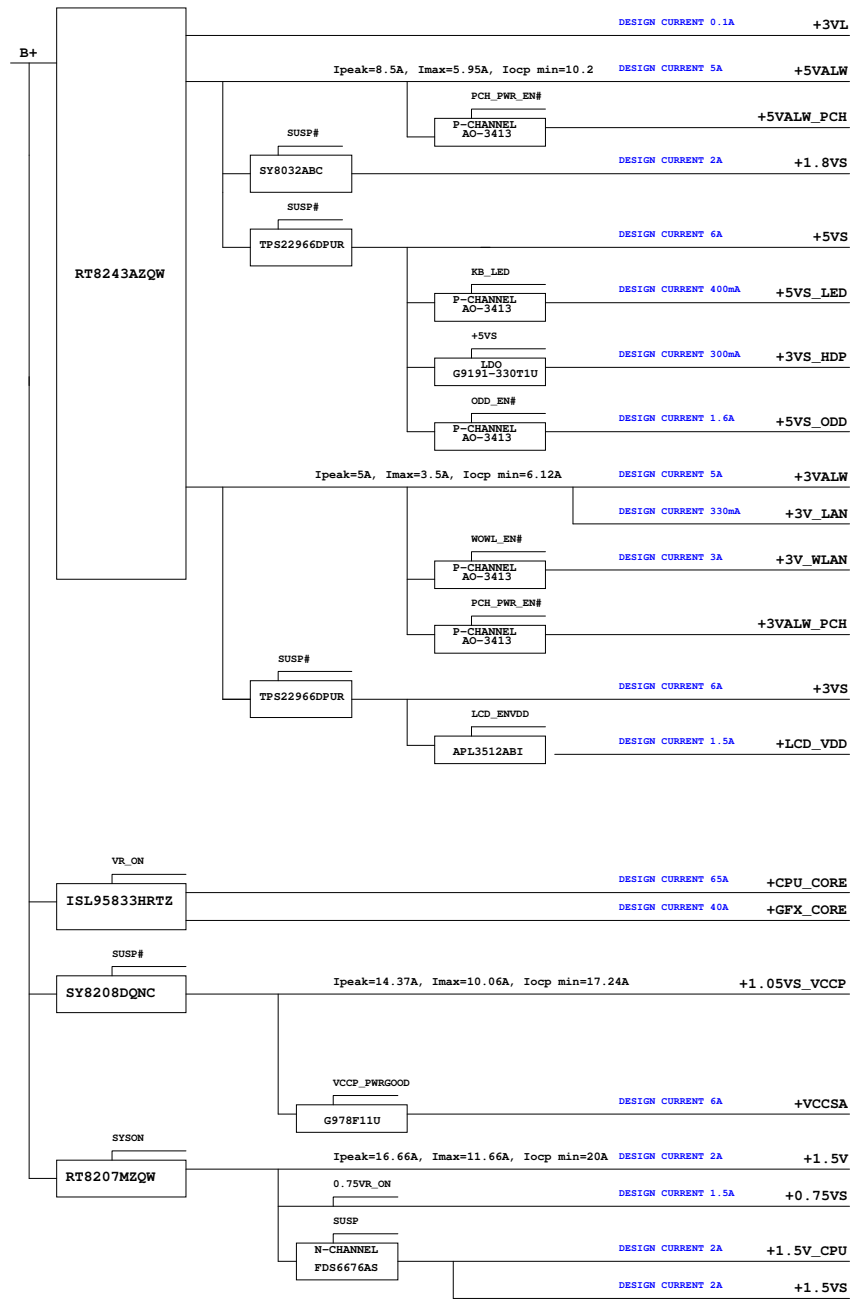 DESIGN CURRENT 0.1A +3VL
B+
Ipeak=8.5A, Imax=5.95A, Iocp min=10.2 DESIGN CURRENT 5A +5VALW
PCH_PWR_EN#
P-CHANNEL
AO-3413
+5VALW_PCH
SUSP#
SY8032ABC
DESIGN CURRENT 2A +1.8VS
SUSP#
TPS22966DPUR
DESIGN CURRENT 6A +5VS
RT8243AZQW
KB_LED
P-CHANNEL
AO-3413
DESIGN CURRENT 400mA +5VS_LED
+5VS
LDO
G9191-330T1U
DESIGN CURRENT 300mA +3VS_HDP
ODD_EN#
P-CHANNEL
AO-3413
DESIGN CURRENT 1.6A +5VS_ODD
Ipeak=5A, Imax=3.5A, Iocp min=6.12A DESIGN CURRENT 5A +3VALW
DESIGN CURRENT 330mA +3V_LAN
WOWL_EN#
P-CHANNEL
AO-3413
DESIGN CURRENT 3A +3V_WLAN
PCH_PWR_EN#
P-CHANNEL
AO-3413
+3VALW_PCH
SUSP#
TPS22966DPUR
DESIGN CURRENT 6A +3VS
LCD_ENVDD
APL3512ABI
DESIGN CURRENT 1.5A +LCD_VDD
VR_ON
ISL95833HRTZ
DESIGN CURRENT 65A +CPU_CORE
DESIGN CURRENT 40A +GFX_CORE
SUSP#
SY8208DQNC
Ipeak=14.37A, Imax=10.06A, Iocp min=17.24A +1.05VS_VCCP
VCCP_PWRGOOD
G978F11U
DESIGN CURRENT 6A +VCCSA
SYSON
RT8207MZQW
Ipeak=16.66A, Imax=11.66A, Iocp min=20A DESIGN CURRENT 2A +1.5V
0.75VR_ON
DESIGN CURRENT 1.5A +0.75VS
SUSP
N-CHANNEL
FDS6676AS
DESIGN CURRENT 2A +1.5V_CPU
DESIGN CURRENT 2A +1.5VS